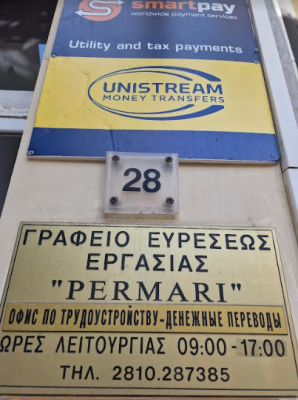 smartpay
worldwide payment services
Utility and tax payments
UNISTREAM
MONEY TRANSFERS
28
ΓΡΑΦΕΙΟ ΕΥΡΕΣΕΩΣ
ΕΡΓΑΣΙΑΣ
"PERMARI"
ОФИС ПО ТРУДОУСТРОЙСТВУ-ДЕНЕЖНЫЕ ПЕРЕВОДЫ
ΩΡΕΣ ΛΕΙΤΟΥΡΓΙΑΣ 09:00-17:00
ΤΗΛ. 2810.287385